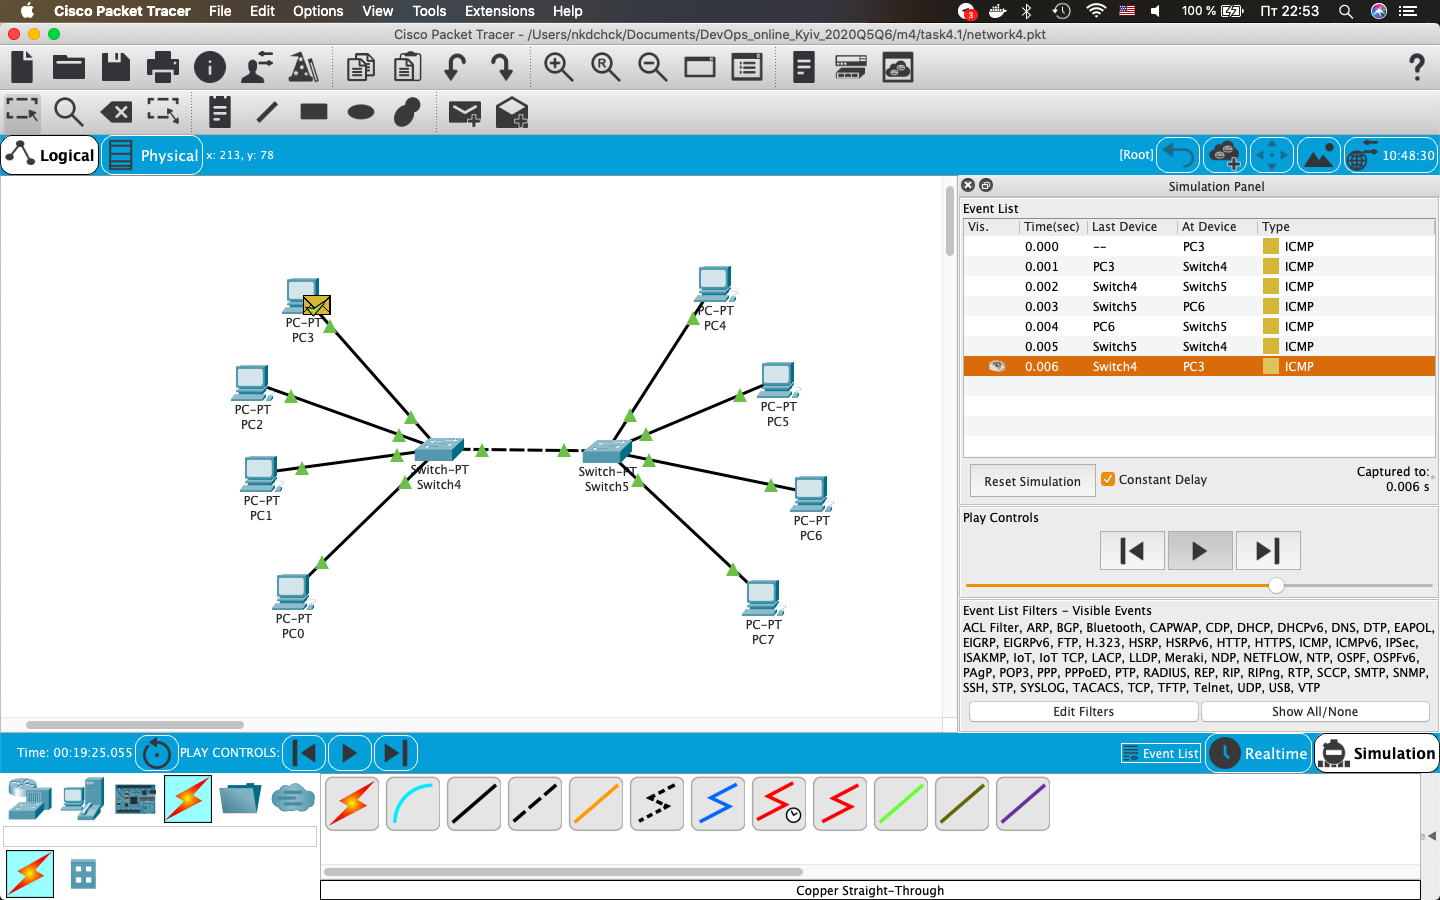 Cisco Packet Tracer File Edit Options View Tools Extensions Help 3 100 % Пт 22:53
Cisco Packet Tracer - /Users/nkdchck/Documents/DevOps_online_Kyiv_2020Q5Q6/m4/task4.1/network4.pkt
R
?
Logical Physical x: 213, y: 78 [Root] 10:48:30
Simulation Panel
Event List
Vis. Time(sec) Last Device At Device Type
0.000 -- PC3 ICMP
0.001 PC3 Switch4 ICMP
0.002 Switch4 Switch5 ICMP
0.003 Switch5 PC6 ICMP
0.004 PC6 Switch5 ICMP
0.005 Switch5 Switch4 ICMP
0.006 Switch4 PC3 ICMP
Reset Simulation Constant Delay Captured to:
0.006 s
Play Controls
Event List Filters - Visible Events
ACL Filter, ARP, BGP, Bluetooth, CAPWAP, CDP, DHCP, DHCPv6, DNS, DTP, EAPOL,
EIGRP, EIGRPv6, FTP, H.323, HSRP, HSRPv6, HTTP, HTTPS, ICMP, ICMPv6, IPSec,
ISAKMP, IoT, IoT TCP, LACP, LLDP, Meraki, NDP, NETFLOW, NTP, OSPF, OSPFv6,
PAgP, POP3, PPP, PPPoED, PTP, RADIUS, REP, RIP, RIPng, RTP, SCCP, SMTP, SNMP,
SSH, STP, SYSLOG, TACACS, TCP, TFTP, Telnet, UDP, USB, VTP
Edit Filters Show All/None
PC-PT
PC3
PC-PT
PC4
PC-PT
PC2
PC-PT
PC5
Switch-PT
Switch4
Switch-PT
Switch5
PC-PT
PC1
PC-PT
PC6
PC-PT
PC0
PC-PT
PC7
Time: 00:19:25.055 PLAY CONTROLS: Event List Realtime Simulation
Copper Straight-Through